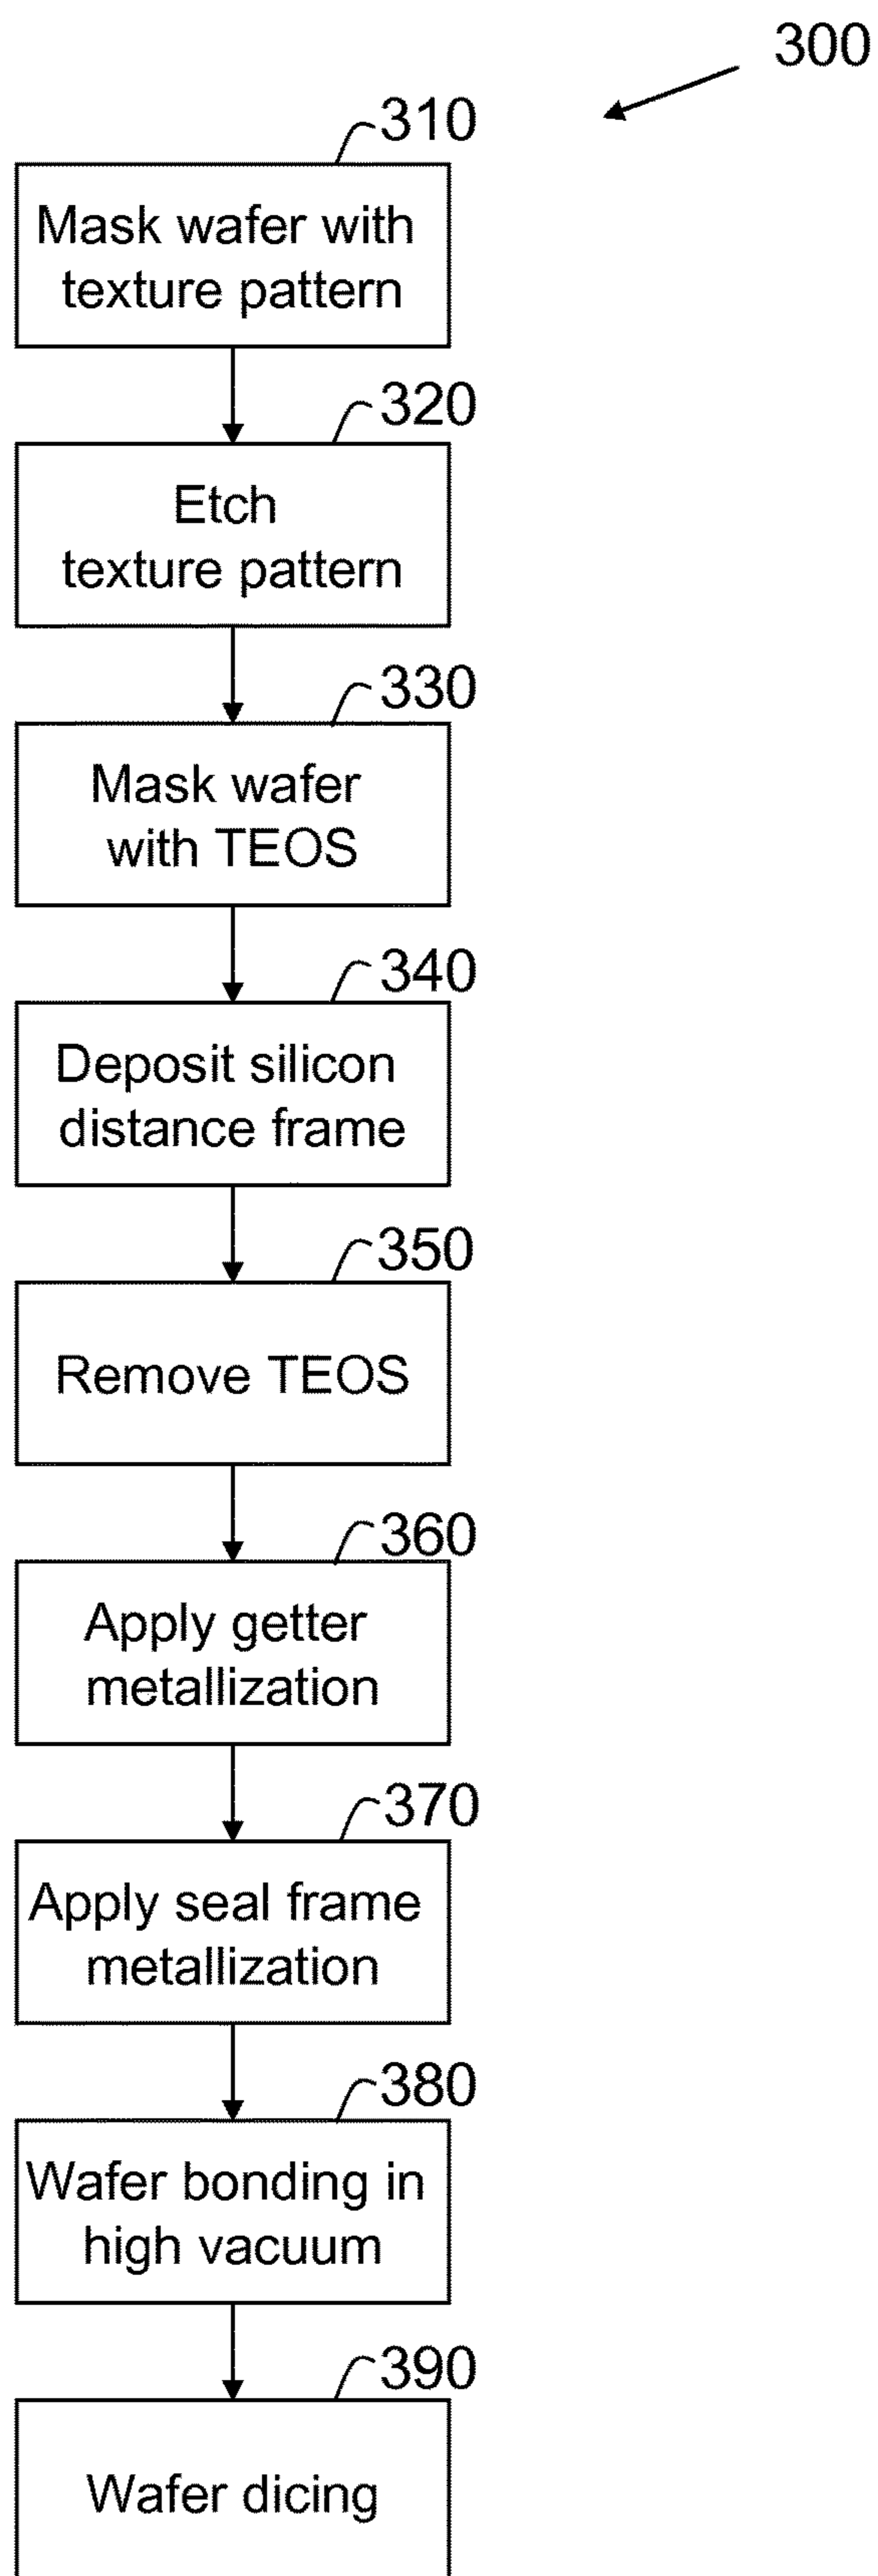 300
310
Mask wafer with
texture pattern
320
Etch
texture pattern
330
Mask wafer
with TEOS
340
Deposit silicon
distance frame
350
Remove TEOS
360
Apply getter
metallization
370
Apply seal frame
metallization
380
Wafer bonding in
high vacuum
390
Wafer dicing